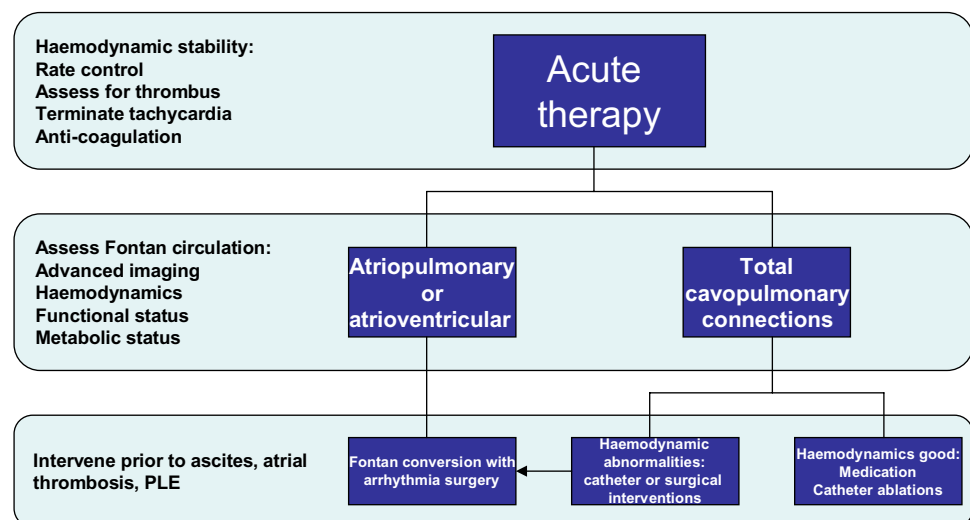 Haemodynamic stability:
Rate control
Assess for thrombus
Terminate tachycardia
Anti-coagulation
Acute
therapy
Assess Fontan circulation:
Advanced imaging
Haemodynamics
Functional status
Metabolic status
Atriopulmonary
or
atrioventricular
Total
cavopulmonary
connections
Intervene prior to ascites, atrial
thrombosis, PLE
Fontan conversion with
arrhythmia surgery
Haemodynamic
abnormalities:
catheter or surgical
interventions
Haemodynamics good:
Medication
Catheter ablations